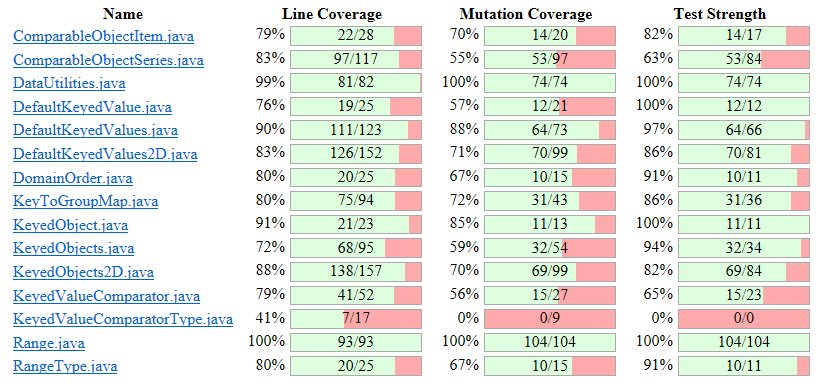 Name Line Coverage Mutation Coverage Test Strength
ComparableObjectItem.java 79% 22/28 70% 14/20 82% 14/17
ComparableObjectSeries.java 83% 97/117 55% 53/97 63% 53/84
DataUtilities.java 99% 81/82 100% 74/74 100% 74/74
DefaultKeyedValue.java 76% 19/25 57% 12/21 100% 12/12
DefaultKeyedValues.java 90% 111/123 88% 64/73 97% 64/66
DefaultKeyedValues2D.java 83% 126/152 71% 70/99 86% 70/81
DomainOrder.java 80% 20/25 67% 10/15 91% 10/11
KeyToGroupMap.java 80% 75/94 72% 31/43 86% 31/36
KeyedObject.java 91% 21/23 85% 11/13 100% 11/11
KeyedObjects.java 72% 68/95 59% 32/54 94% 32/34
KeyedObjects2D.java 88% 138/157 70% 69/99 82% 69/84
KeyedValueComparator.java 79% 41/52 56% 15/27 65% 15/23
KeyedValueComparatorType.java 41% 7/17 0% 0/9 0% 0/0
Range.java 100% 93/93 100% 104/104 100% 104/104
RangeType.java 80% 20/25 67% 10/15 91% 10/11